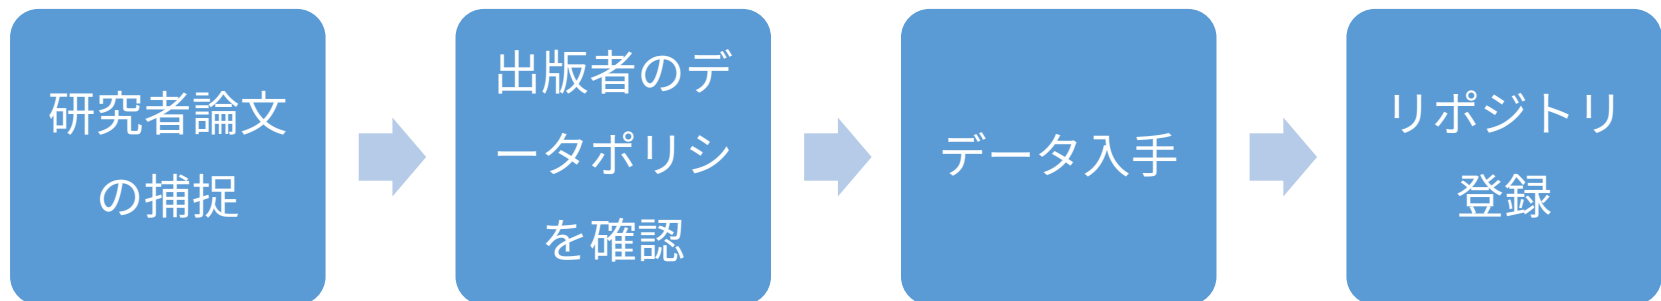 研究者論文
の捕捉
出版者のデ
ータポリシ
を確認
データ入手
リポジトリ
登録